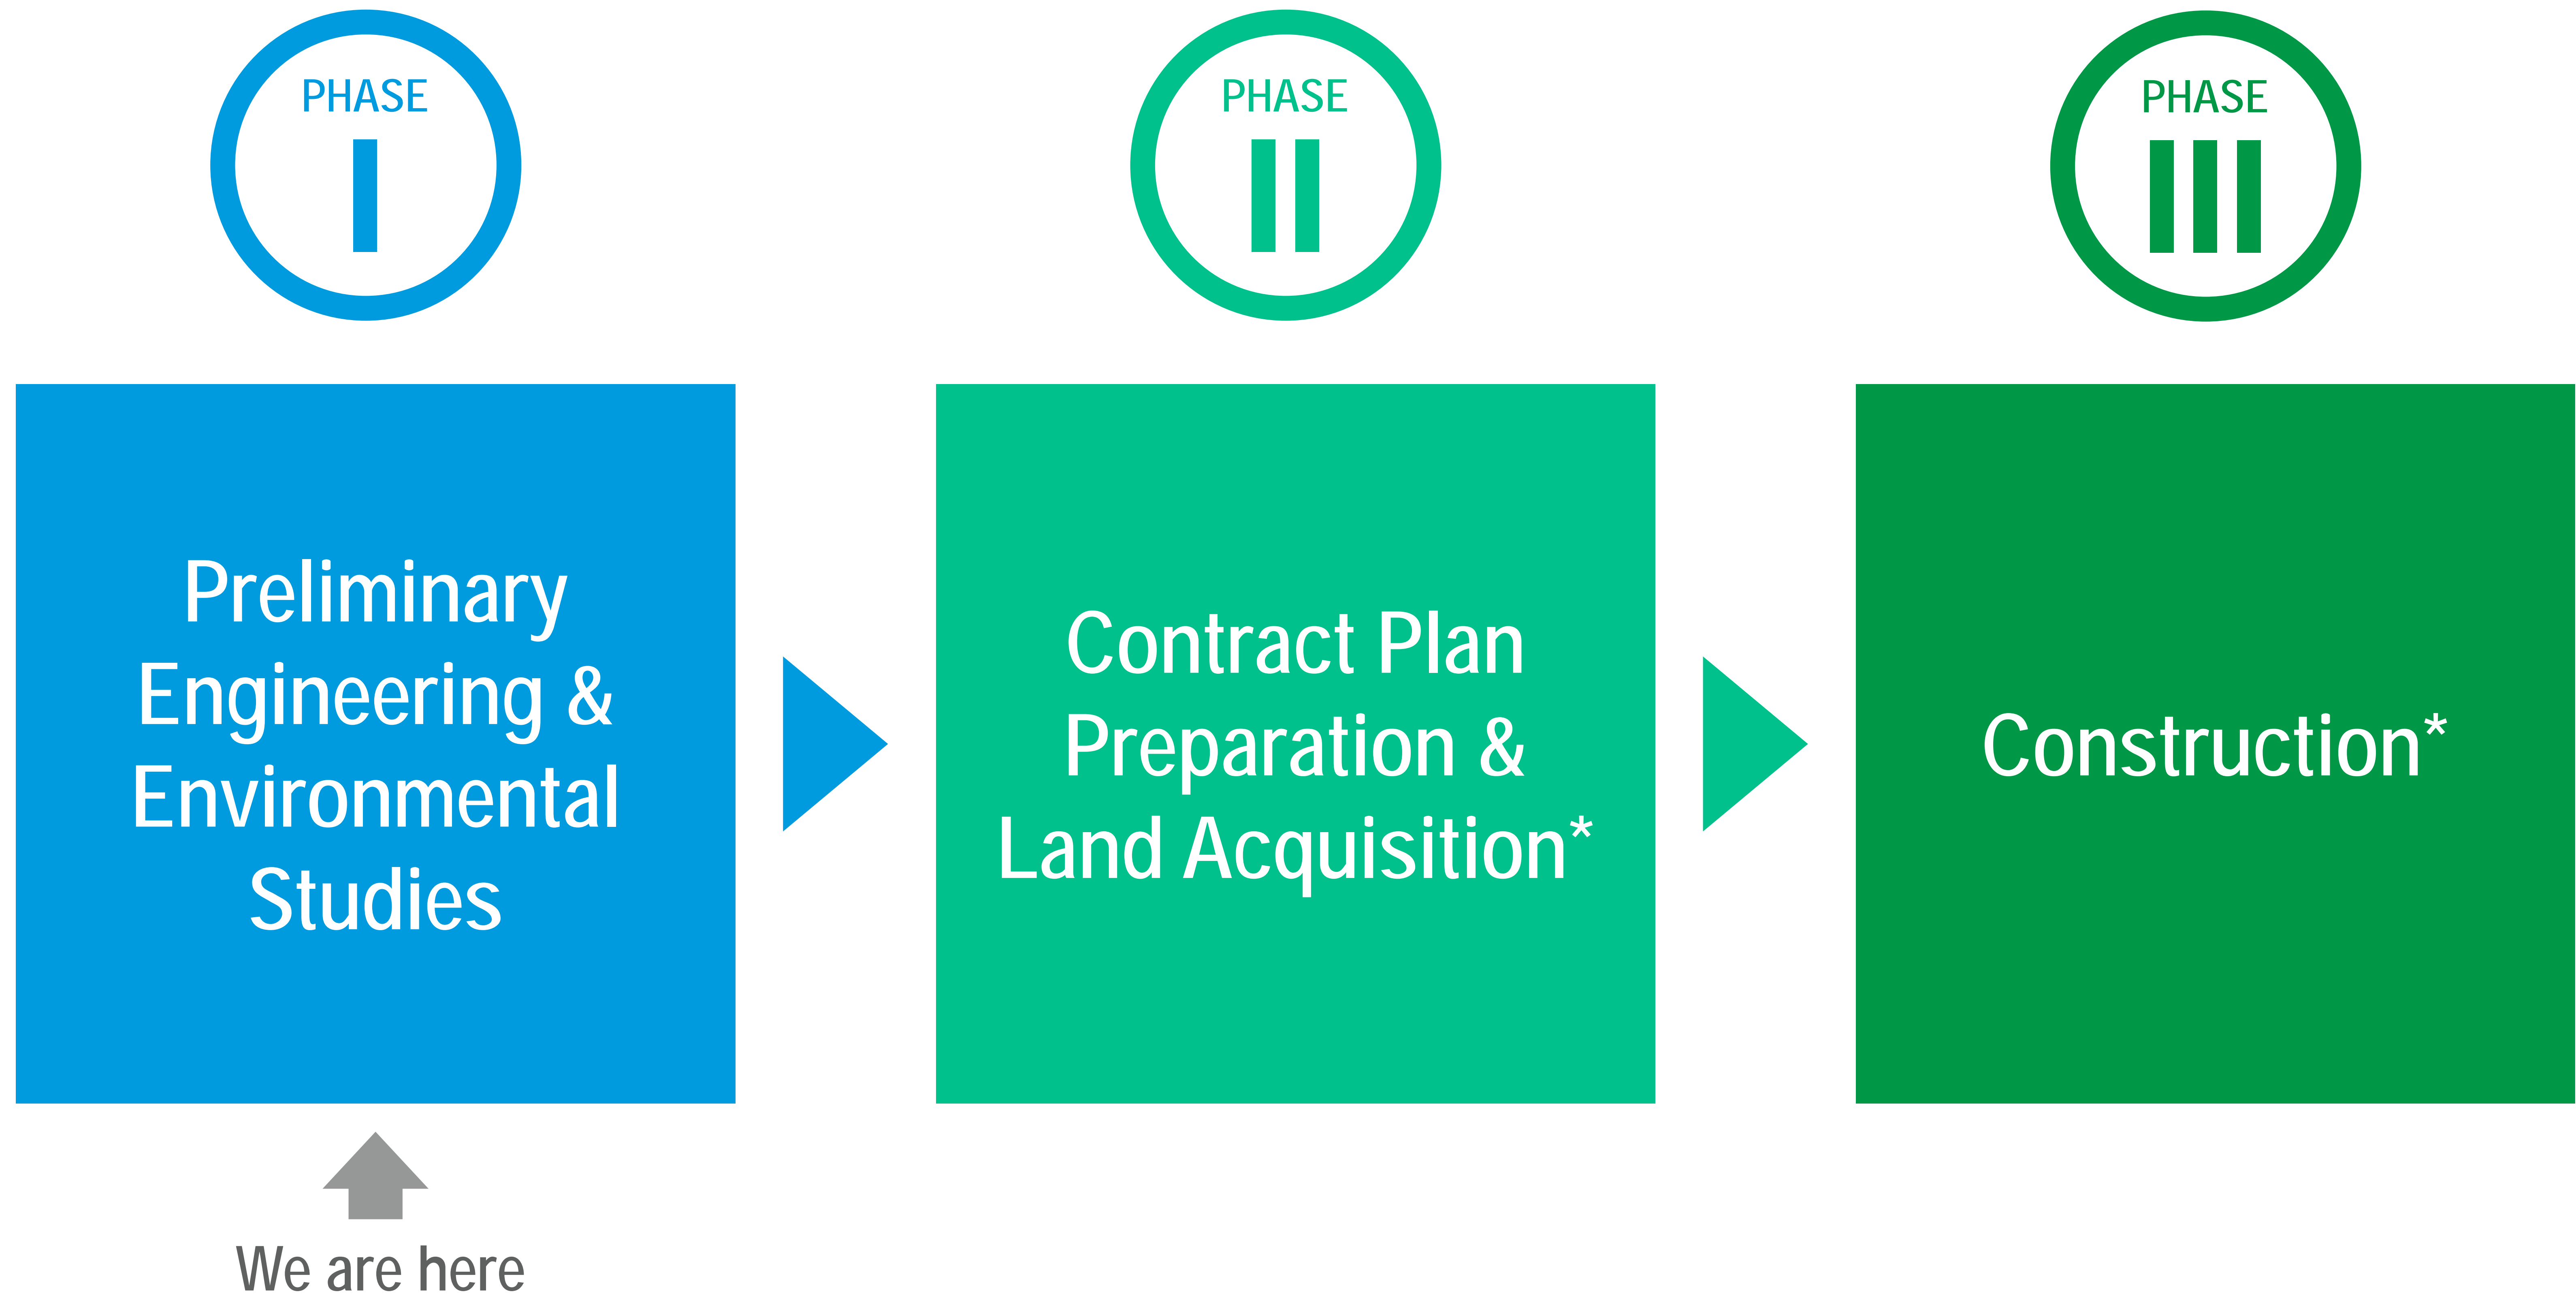 PHASE
I
PHASE
II
PHASE
III
Preliminary
Engineering &
Environmental
Studies
Contract Plan
Preparation &
Land Acquisition*
Construction*
We are here